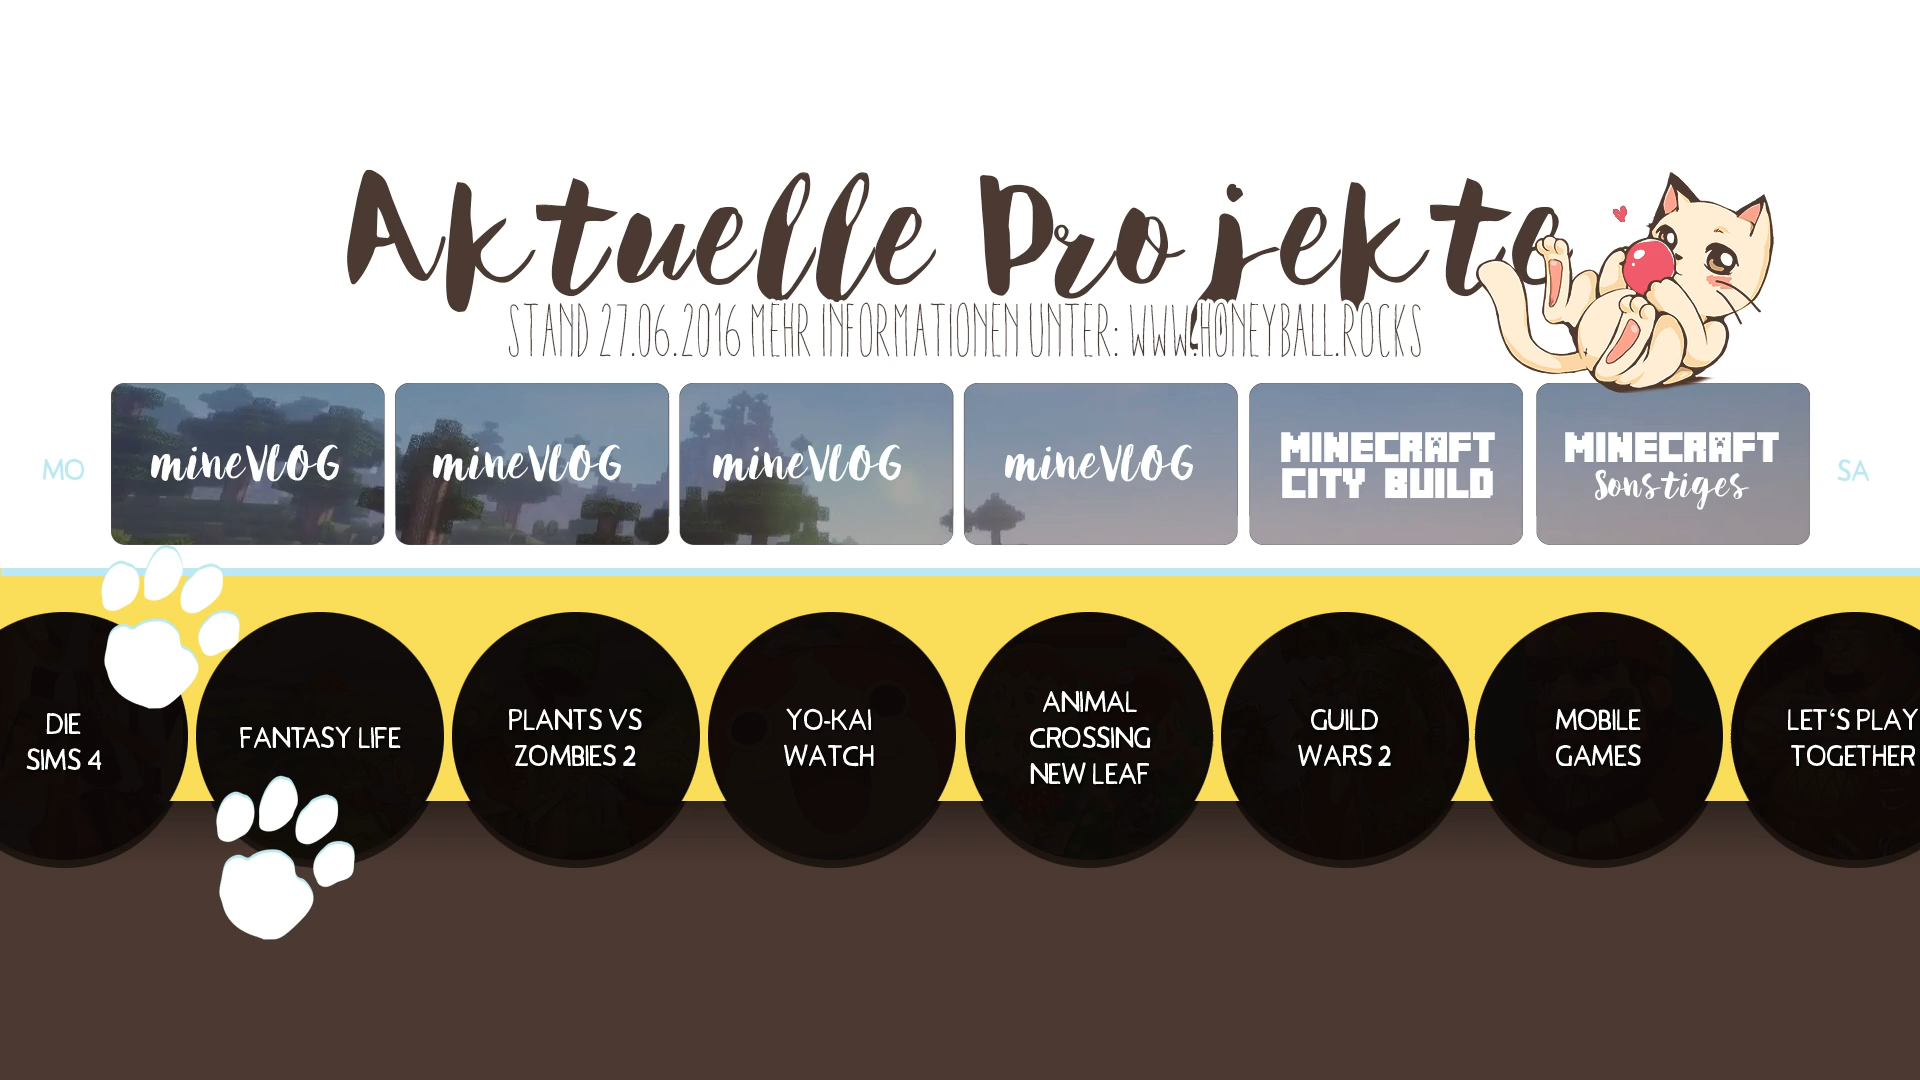 Aktuelle Projekte
STAND 27.06.2016 MEHR INFORMATIONEN UNTER: WWW.HONEYBALL.ROCKS
MO
mineVLOG
mineVLOG
mineVLOG
mineVLOG
MINECRAFT
CITY BUILD
MINECRAFT
Sonstiges
SA
DIE
SIMS 4
FANTASY LIFE
PLANTS VS
ZOMBIES 2
YO-KAI
WATCH
ANIMAL
CROSSING
NEW LEAF
GUILD
WARS 2
MOBILE
GAMES
LET‘S PLAY
TOGETHER